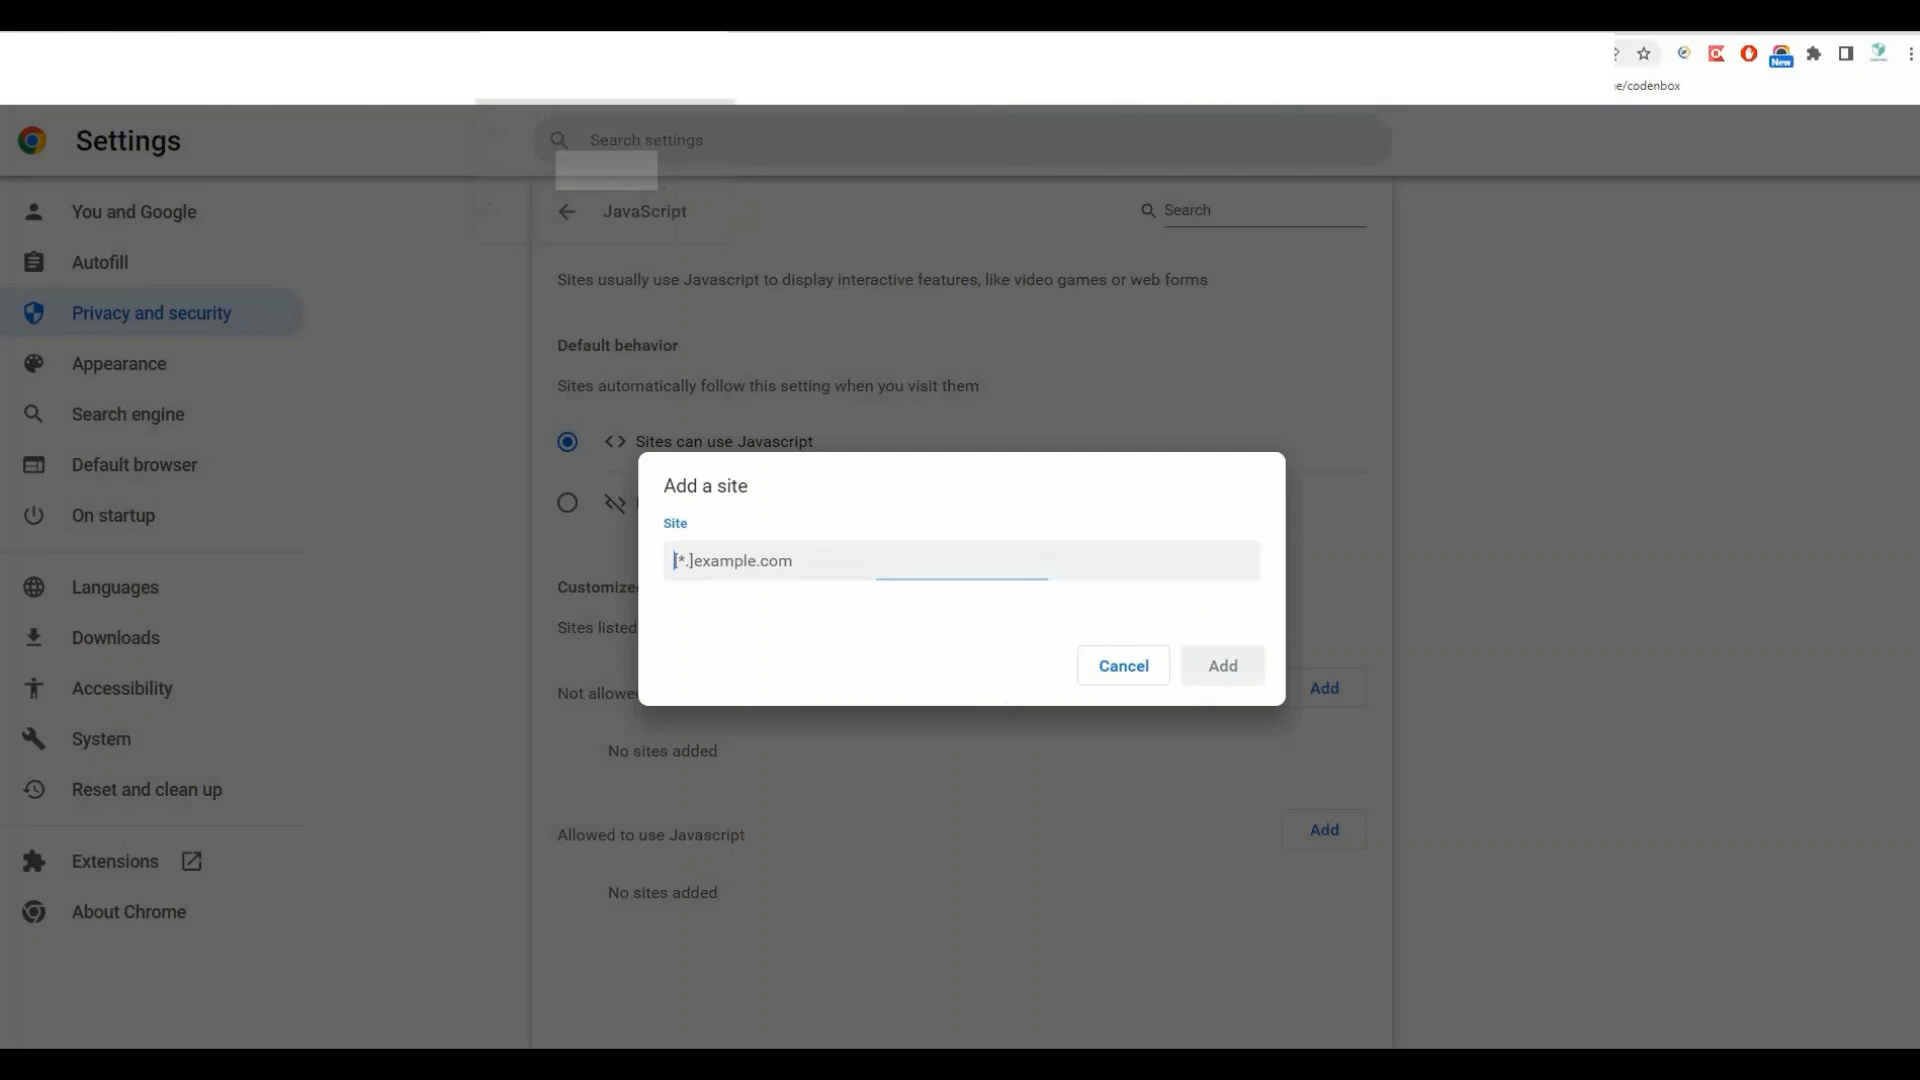 New
e/codenbox
Settings
Search settings
You and Google
Autofill
Privacy and security
Appearance
Search engine
Default browser
On startup
Languages
Downloads
Accessibility
System
Reset and clean up
Extensions
About Chrome
JavaScript
Search
Sites usually use Javascript to display interactive features, like video games or web forms
Default behavior
Sites automatically follow this setting when you visit them
Sites can use Javascript
Customized
Sites listed
Not allowe
Add
No sites added
Allowed to use Javascript
Add
No sites added
Add a site
Site
[*.]example.com
Cancel
Add